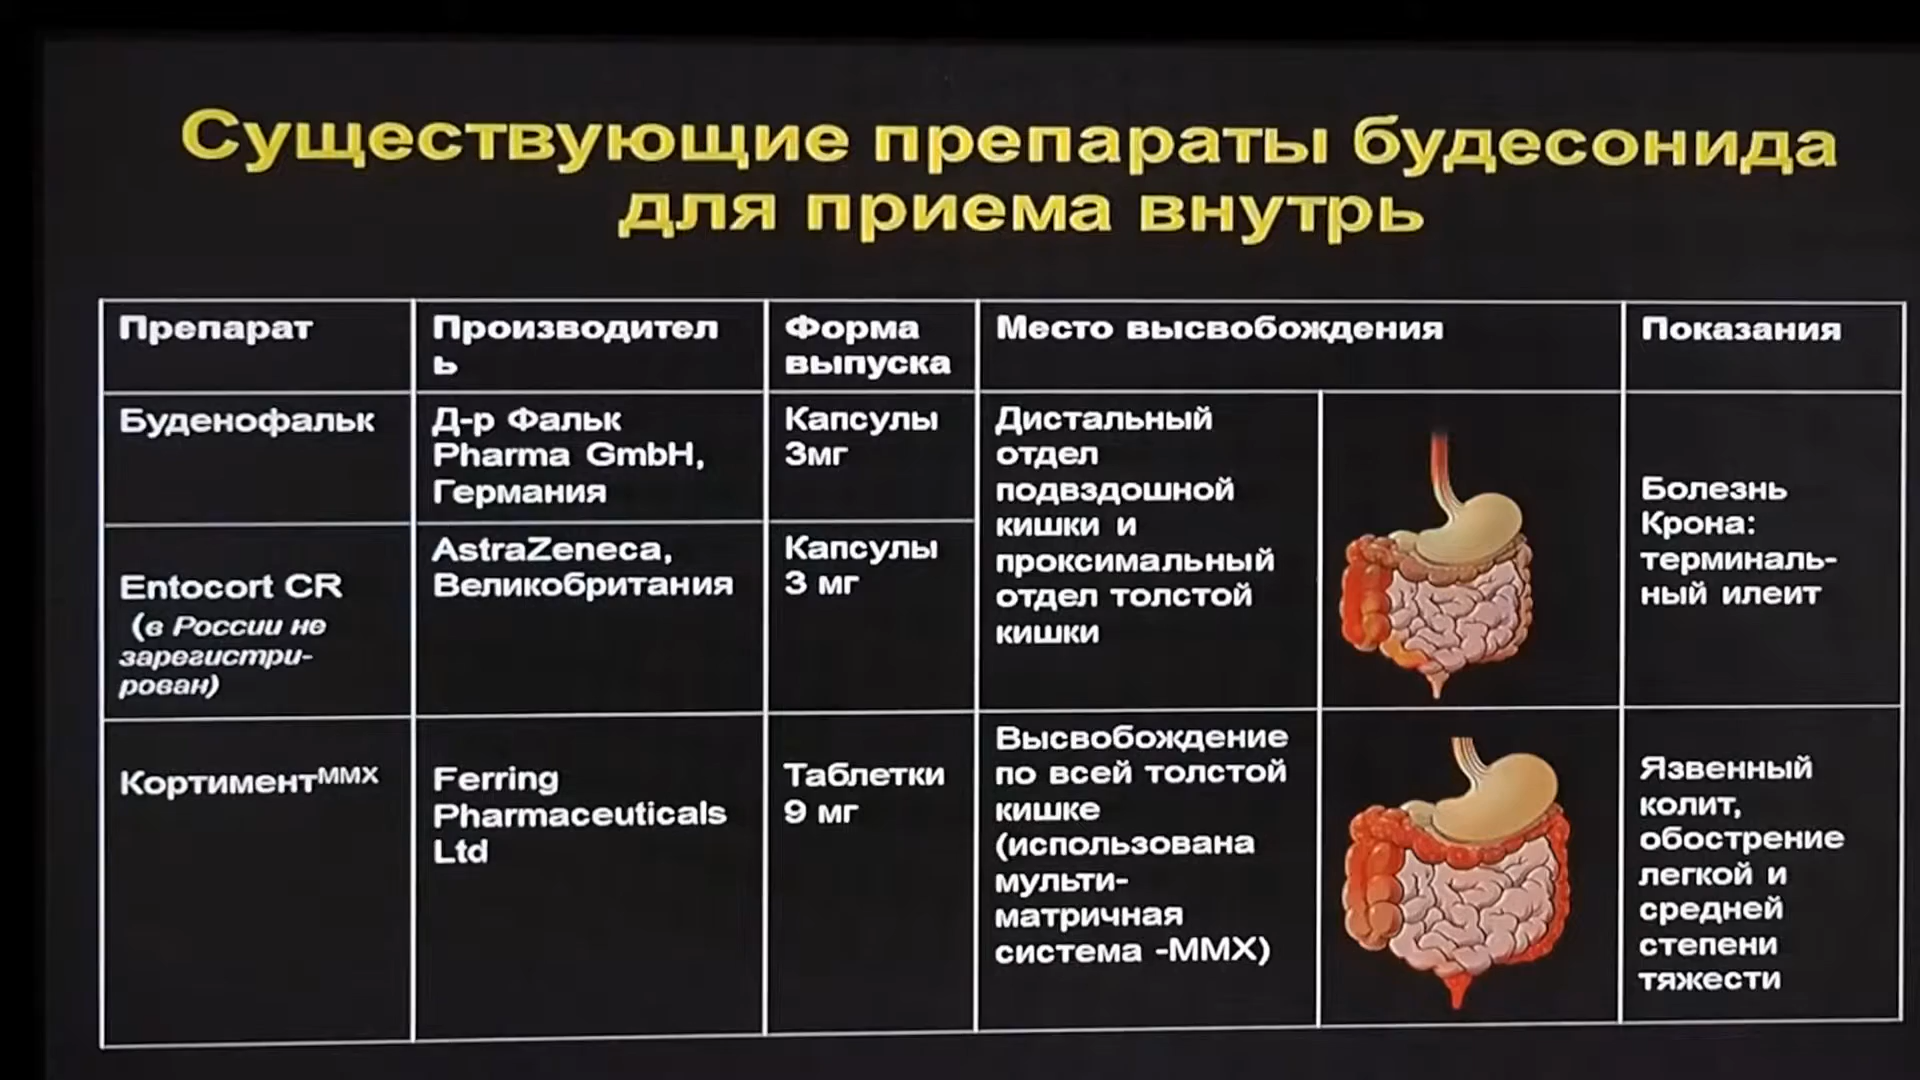 Существующие препараты будесонида
для приема внутрь
Препарат
Производител
ь
Форма
выпуска
Место высвобождения
Показания
Буденофальк
Д-р Фальк
Pharma GmbH,
Германия
Капсулы
3мг
Дистальный
отдел
подвздошной
кишки и
проксимальный
отдел толстой
кишки
Болезнь
Крона:
терминаль-
ный илеит
Entocort CR
(в России не
зарегистри-
рован)
AstraZeneca,
Великобритания
Капсулы
3 мг
Кортиментᴹᴹˣ
Ferring
Pharmaceuticals
Ltd
Таблетки
9 мг
Высвобождение
по всей толстой
кишке
(использована
мульти-
матричная
система -MMX)
Язвенный
колит,
обострение
легкой и
средней
степени
тяжести